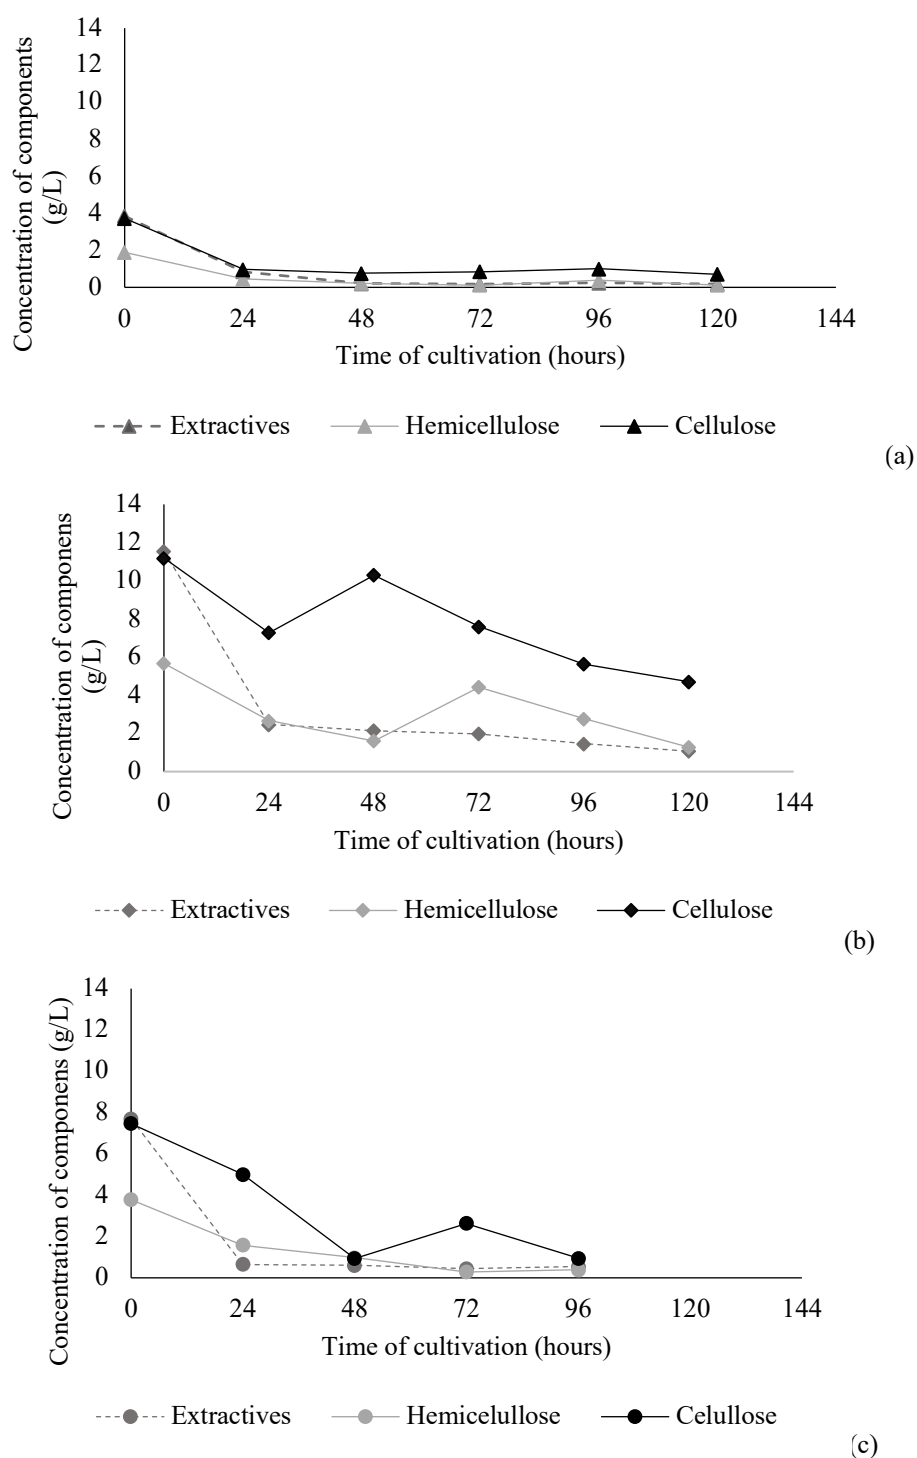 14
12
10
8
6
4
2
0
Concentration of components
(g/L)
0 24 48 72 96 120 144
Time of cultivation (hours)
Extractives Hemicellulose Cellulose
(a)
14
12
10
8
6
4
2
0
Concentration of componens
(g/L)
0 24 48 72 96 120 144
Time of cultivation (hours)
Extractives Hemicellulose Cellulose
(b)
14
12
10
8
6
4
2
0
Concentration of componens (g/L)
0 24 48 72 96 120 144
Time of cultivation (hours)
Extractives Hemicelullose Celullose
(c)